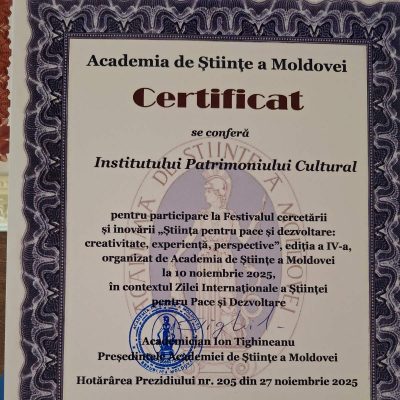 Academia de Științe a Moldovei
Certificat
se conferă
Institutului Patrimoniului Cultural
pentru participare la Festivalul cercetării
și inovării „Știința pentru pace și dezvoltare:
creativitate, experiență, perspective”, ediția a IV-a,
organizat de Academia de Științe a Moldovei
la 10 noiembrie 2025,
în contextul Zilei Internaționale a Științei
pentru Pace și Dezvoltare
Academician Ion Tighineanu
Președintele Academiei de Științe a Moldovei
Hotărârea Prezidiului nr. 205 din 27 noiembrie 2025